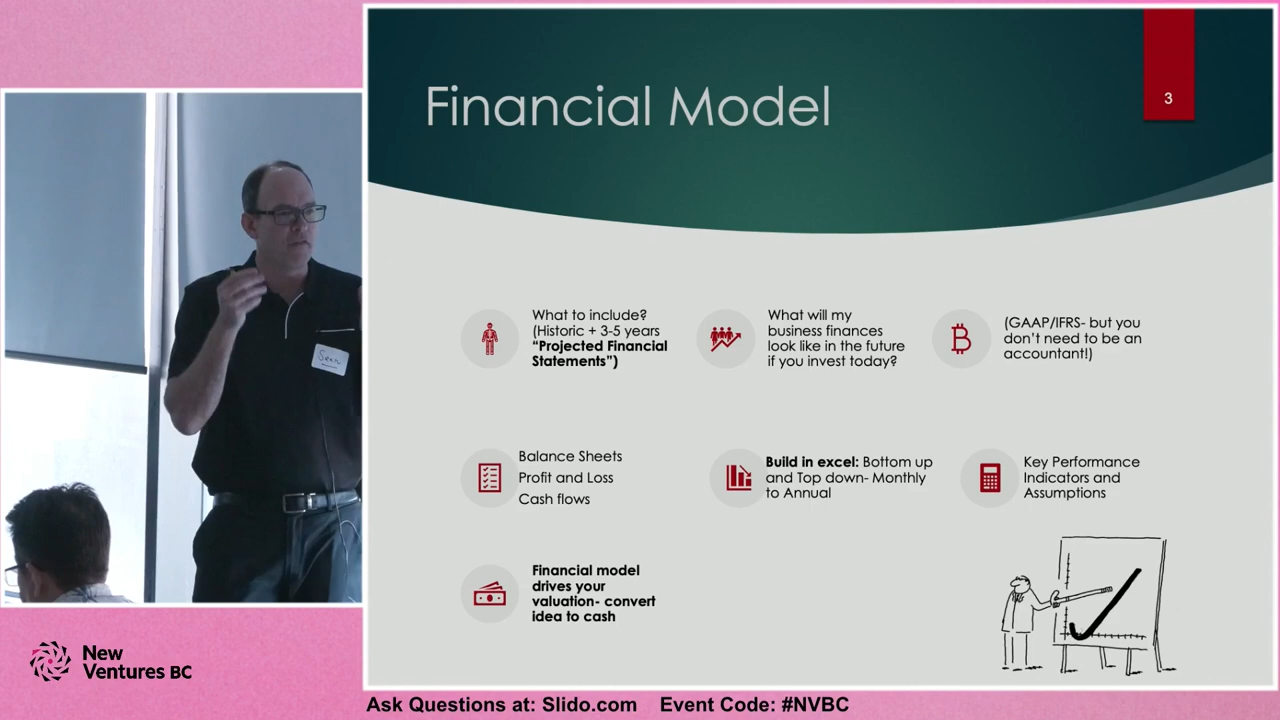 Financial Model
3
What to include?
(Historic + 3-5 years
“Projected Financial
Statements”)
What will my
business finances
look like in the future
if you invest today?
(GAAP/IFRS- but you
don’t need to be an
accountant!)
Balance Sheets
Profit and Loss
Cash flows
Build in excel: Bottom up
and Top down- Monthly
to Annual
Key Performance
Indicators and
Assumptions
Financial model
drives your
valuation- convert
idea to cash
Sean
New
Ventures BC
Ask Questions at: Slido.com Event Code: #NVBC